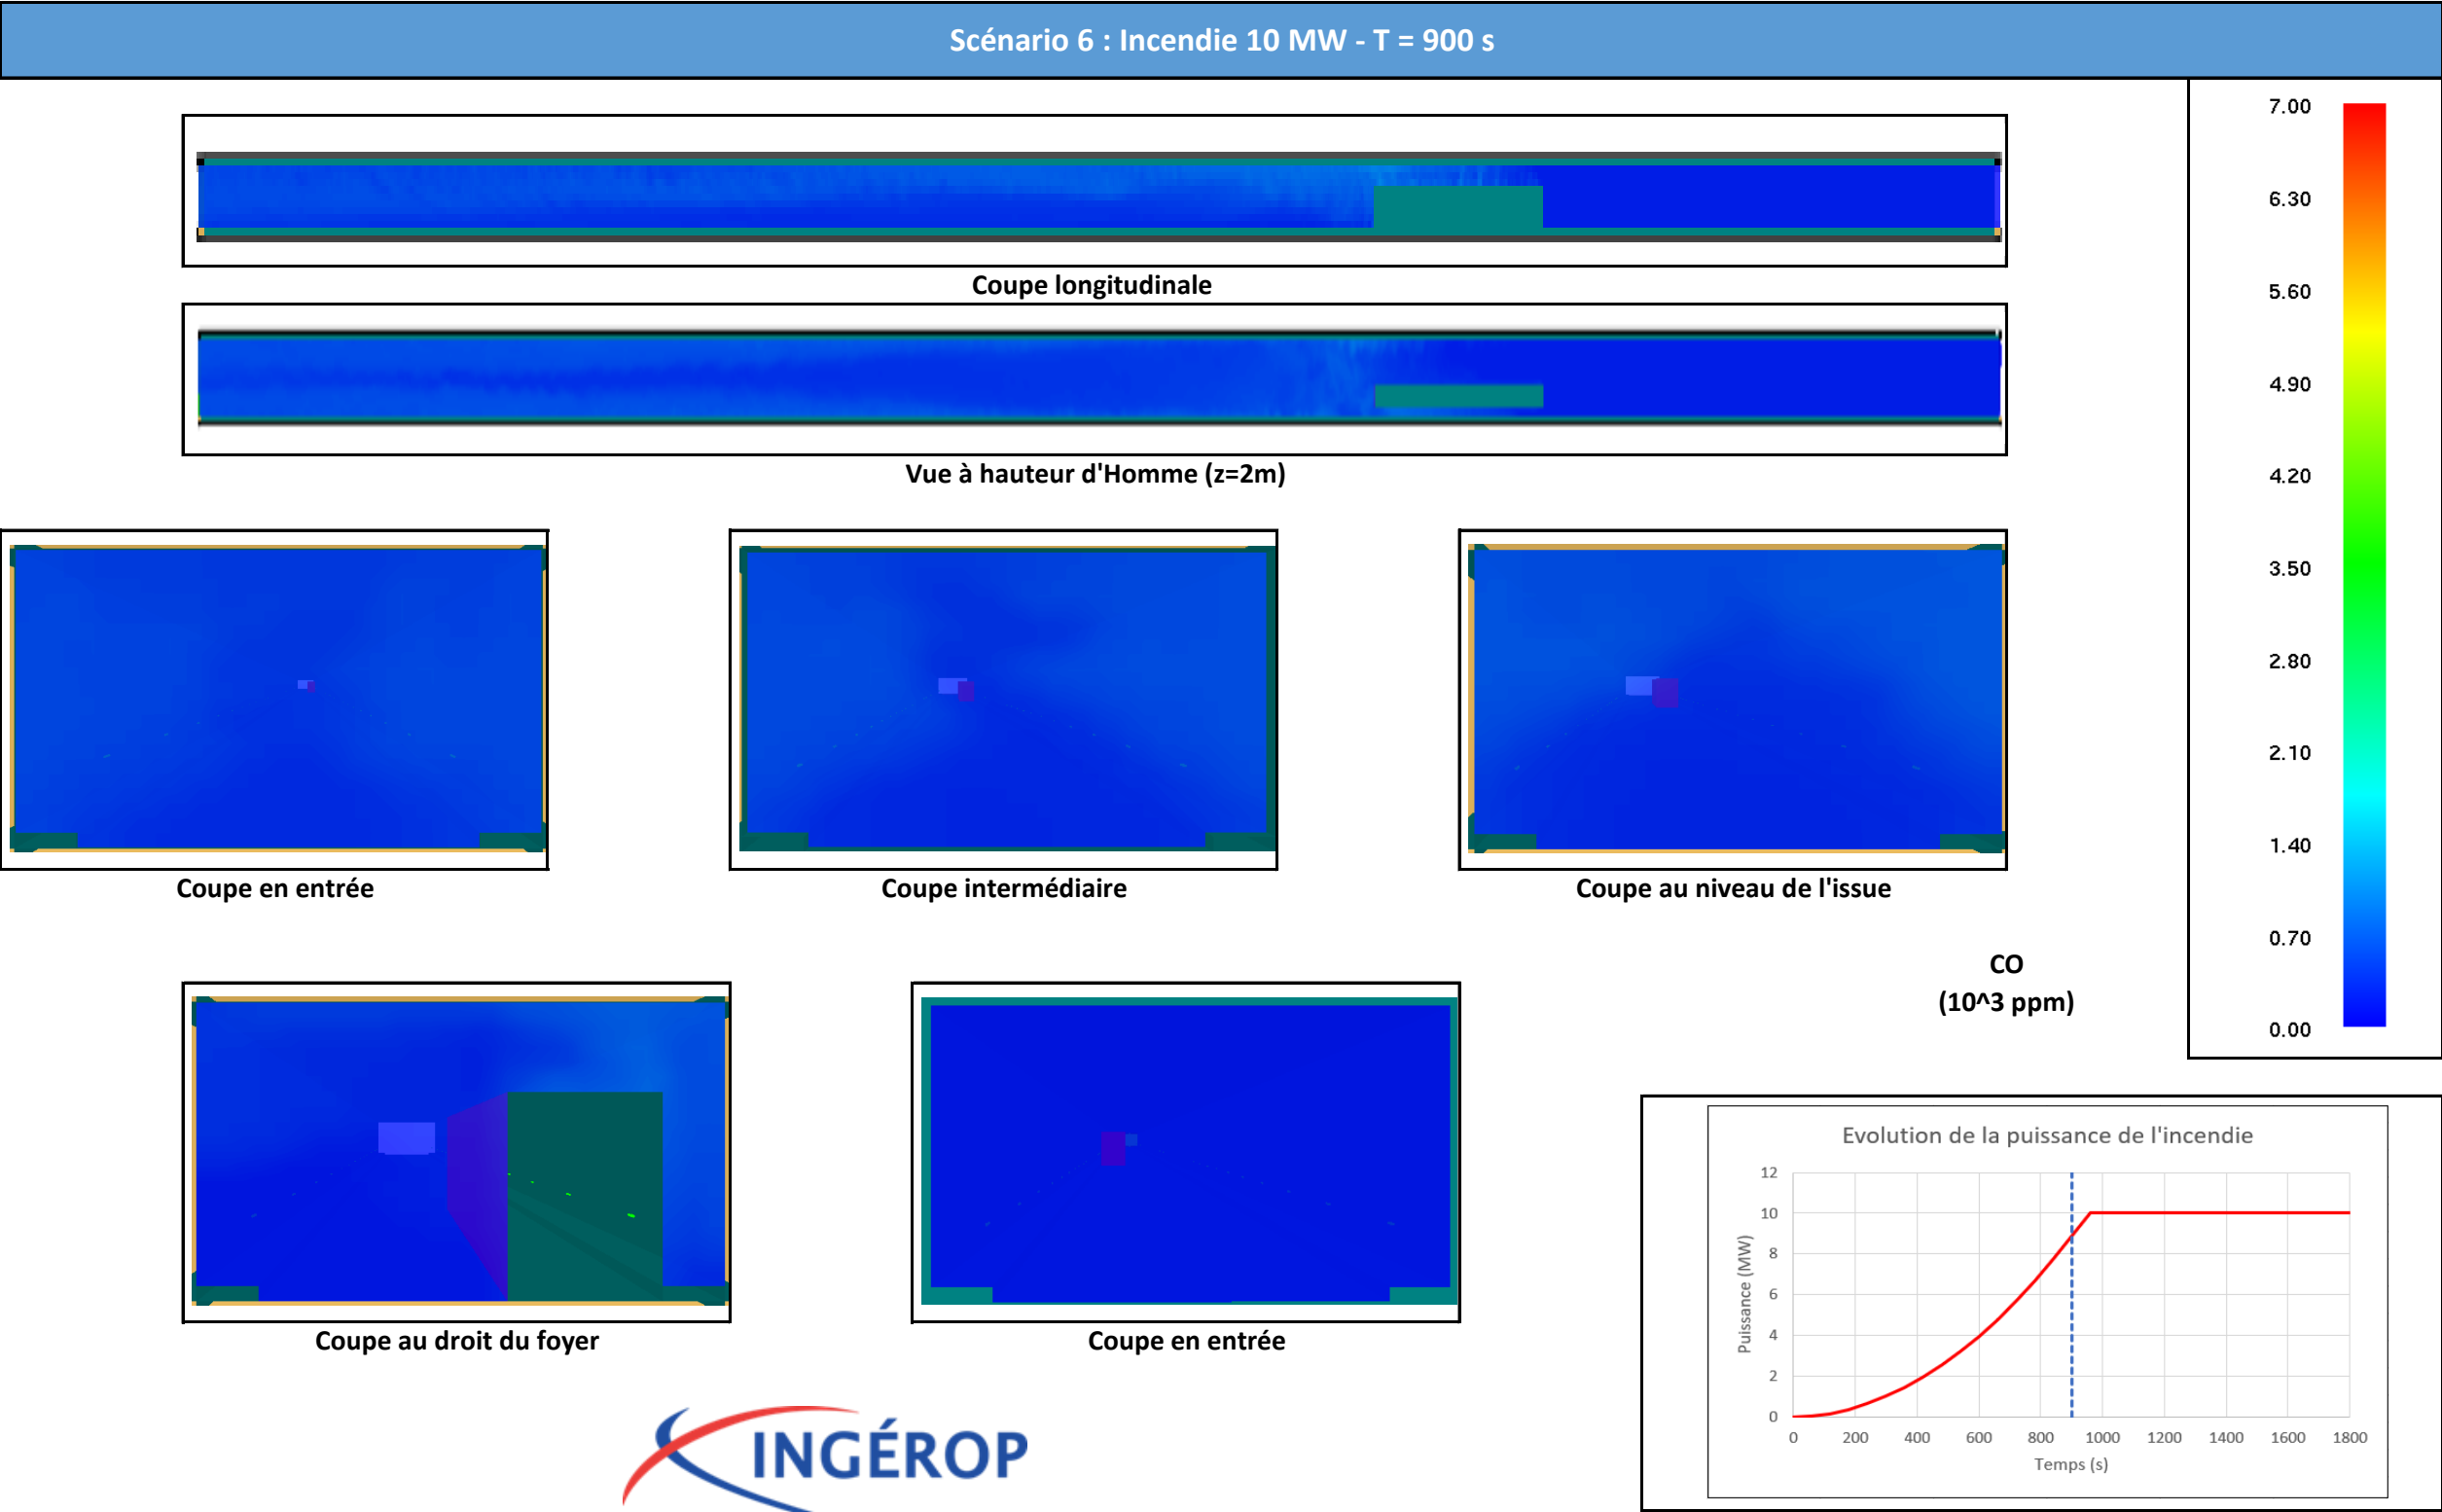 Scénario 6 : Incendie 10 MW - T = 900 s
Coupe longitudinale
Vue à hauteur d'Homme (z=2m)
Coupe en entrée
Coupe intermédiaire
Coupe au niveau de l'issue
Coupe au droit du foyer
Coupe en entrée
CO
(10^3 ppm)
7.00
6.30
5.60
4.90
4.20
3.50
2.80
2.10
1.40
0.70
0.00
Evolution de la puissance de l'incendie
Puissance (MW)
12
10
8
6
4
2
0
0 200 400 600 800 1000 1200 1400 1600 1800
Temps (s)
INGÉROP